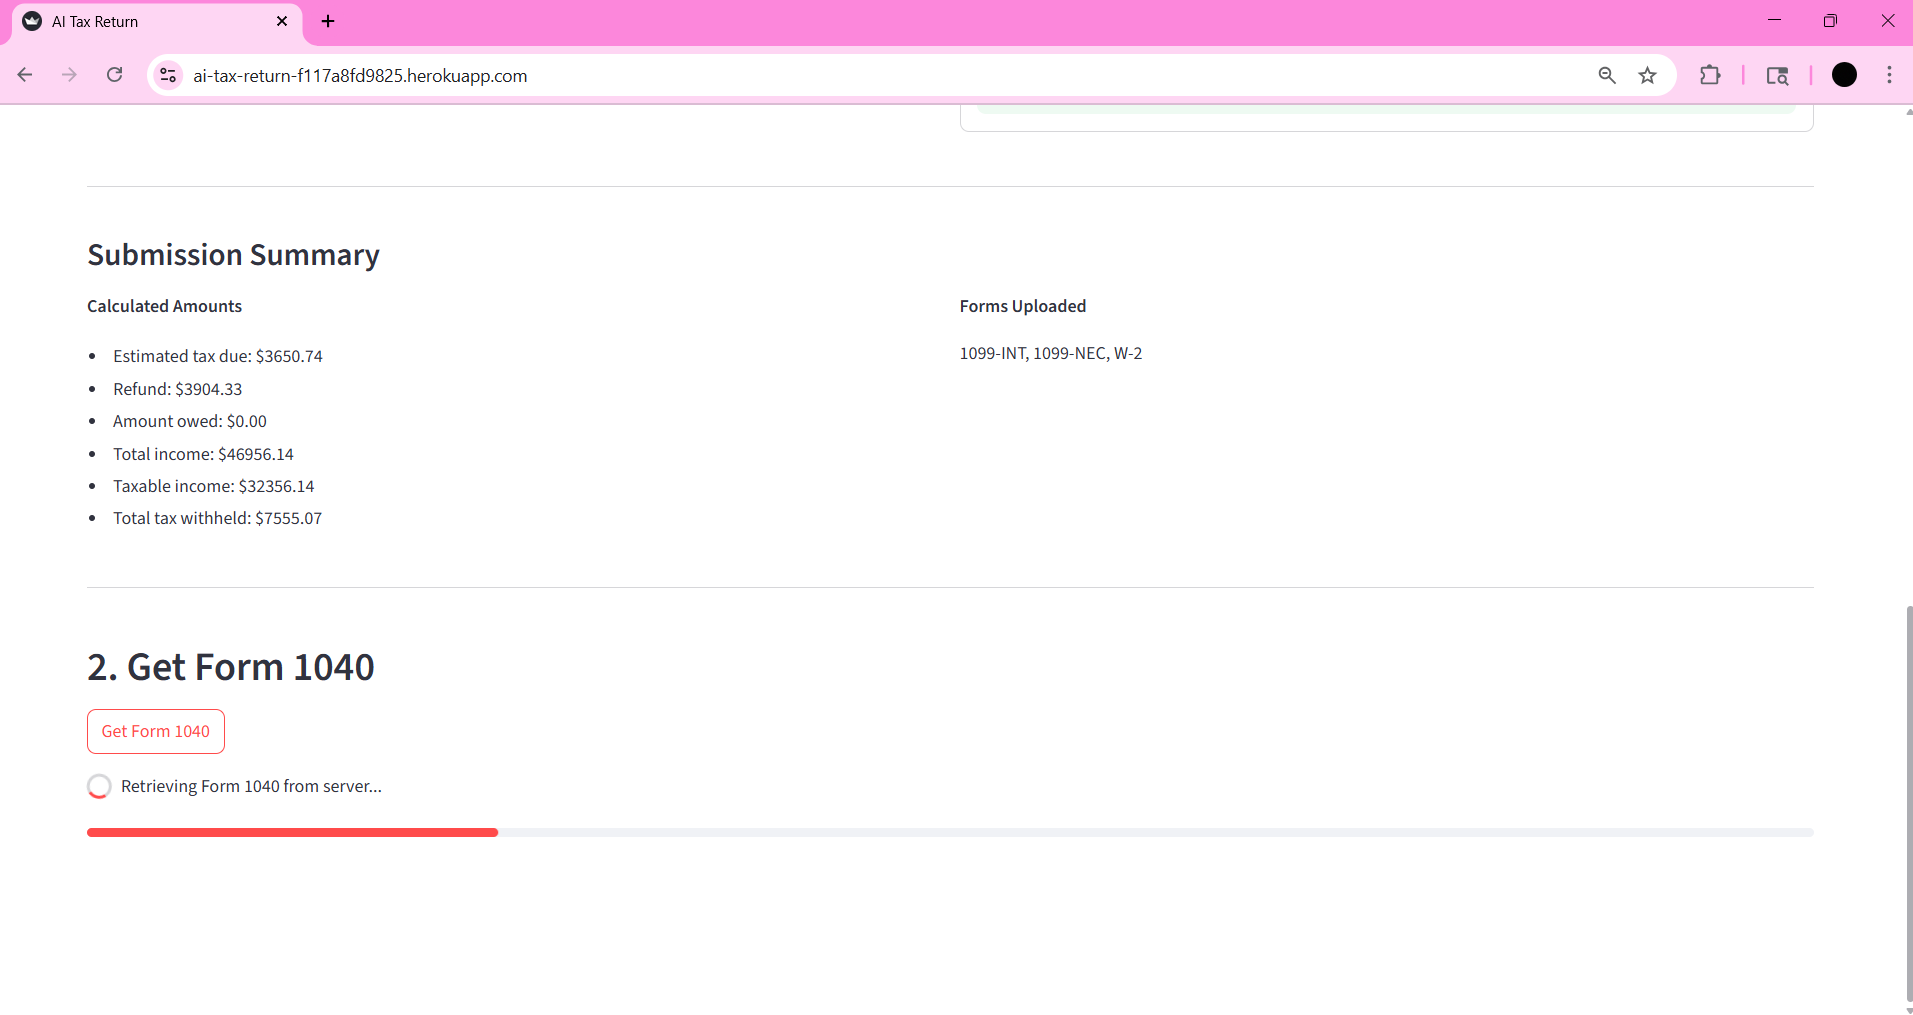 AI Tax Return
ai-tax-return-f117a8fd9825.herokuapp.com
Submission Summary
Calculated Amounts
Estimated tax due: $3650.74
Refund: $3904.33
Amount owed: $0.00
Total income: $46956.14
Taxable income: $32356.14
Total tax withheld: $7555.07
Forms Uploaded
1099-INT, 1099-NEC, W-2
2. Get Form 1040
Get Form 1040
Retrieving Form 1040 from server...